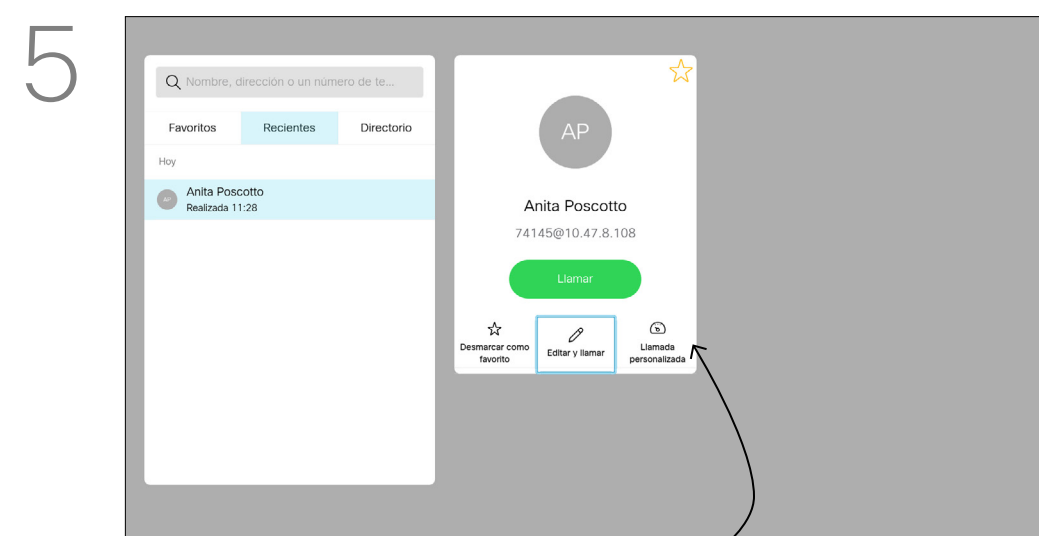 5
Nombre, dirección o un número de te...
Favoritos Recientes Directorio
Hoy
AP
Anita Poscotto
Realizada 11:28
AP
Anita Poscotto
74145@10.47.8.108
Llamar
Desmarcar como
favorito
Editar y llamar
Llamada
personalizada